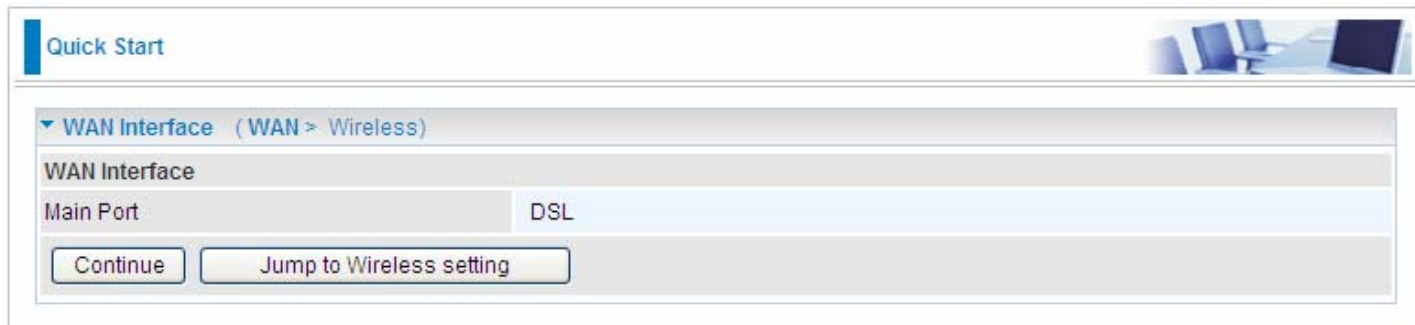 Quick Start
WAN Interface ( WAN > Wireless)
WAN Interface
Main Port DSL
Continue Jump to Wireless setting